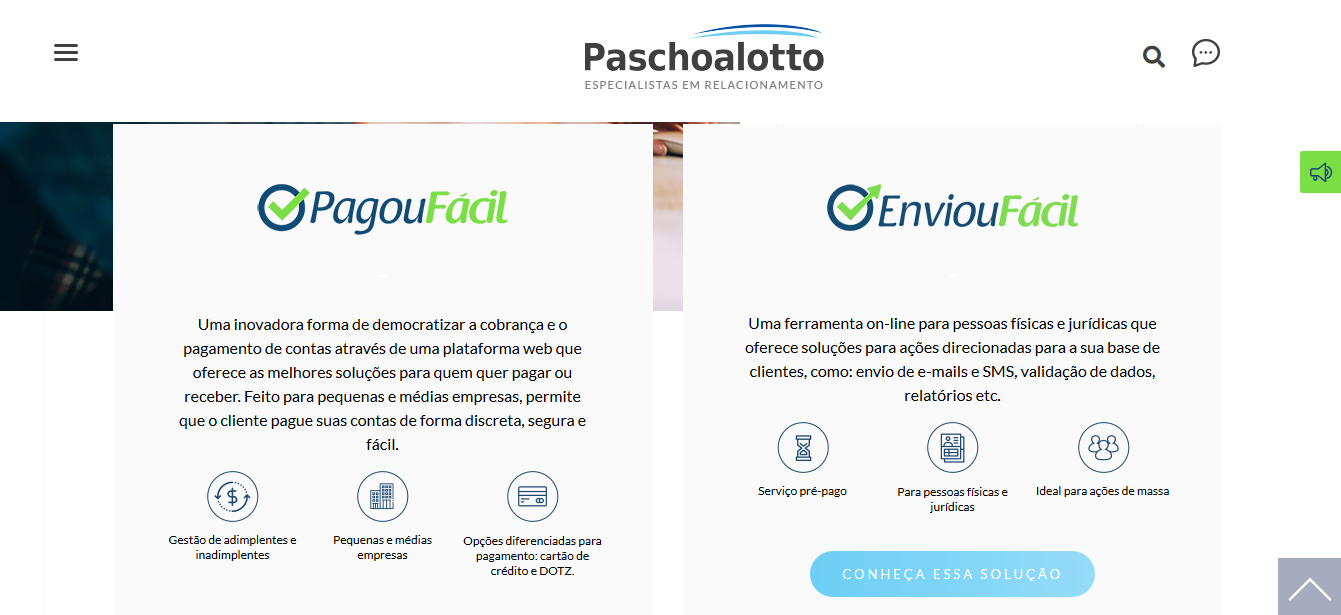 Paschoalotto
ESPECIALISTAS EM RELACIONAMENTO
PagouFácil
Uma inovadora forma de democratizar a cobrança e o
pagamento de contas através de uma plataforma web que
oferece as melhores soluções para quem quer pagar ou
receber. Feito para pequenas e médias empresas, permite
que o cliente pague suas contas de forma discreta, segura e
fácil.
Gestão de adimplentes e
inadimplentes
Pequenas e médias
empresas
Opções diferenciadas para
pagamento: cartão de
crédito e DOTZ.
EnviouFácil
Uma ferramenta on-line para pessoas físicas e jurídicas que
oferece soluções para ações direcionadas para a sua base de
clientes, como: envio de e-mails e SMS, validação de dados,
relatórios etc.
Serviço pré-pago
Para pessoas físicas e
jurídicas
Ideal para ações de massa
CONHEÇA ESSA SOLUÇÃO